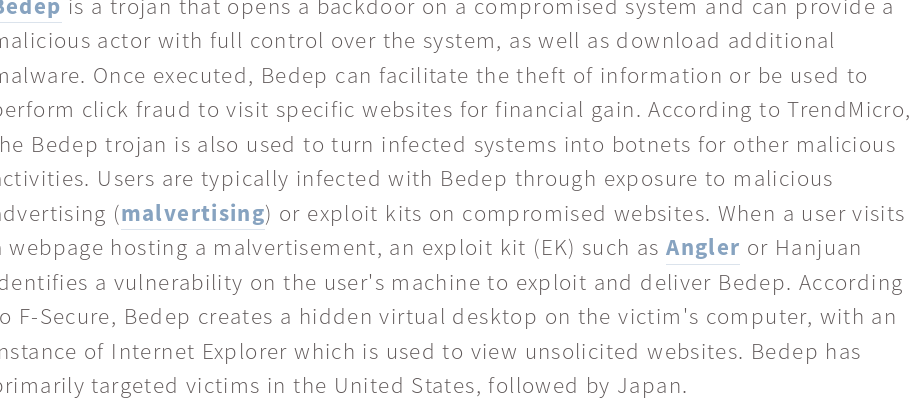 Bedep is a trojan that opens a backdoor on a compromised system and can provide a
malicious actor with full control over the system, as well as download additional
malware. Once executed, Bedep can facilitate the theft of information or be used to
perform click fraud to visit specific websites for financial gain. According to TrendMicro,
the Bedep trojan is also used to turn infected systems into botnets for other malicious
activities. Users are typically infected with Bedep through exposure to malicious
advertising (malvertising) or exploit kits on compromised websites. When a user visits
a webpage hosting a malvertisement, an exploit kit (EK) such as Angler or Hanjuan
identifies a vulnerability on the user's machine to exploit and deliver Bedep. According
to F-Secure, Bedep creates a hidden virtual desktop on the victim's computer, with an
instance of Internet Explorer which is used to view unsolicited websites. Bedep has
primarily targeted victims in the United States, followed by Japan.